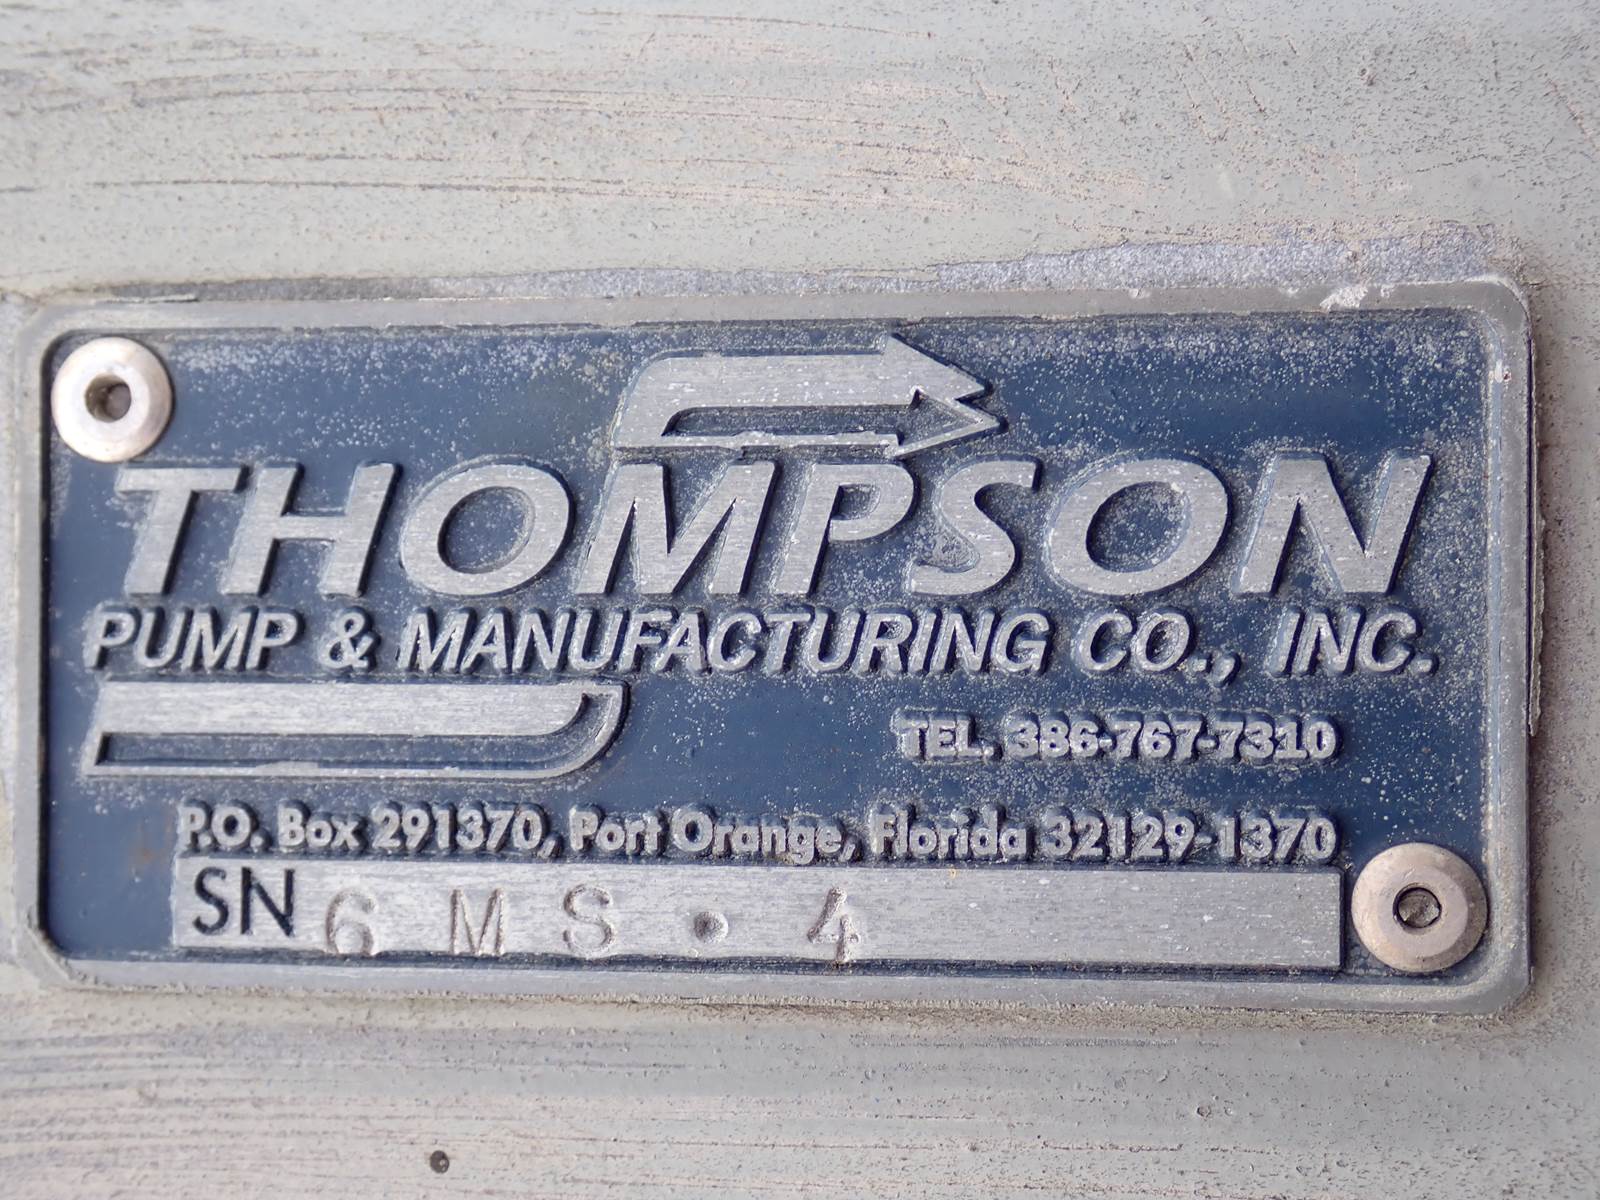 THOMPSON
PUMP & MANUFACTURING CO., INC.
TEL. 386-767-7310
P.O. Box 291370, Port Orange, Florida 32129-1370
SN 6 M S · 4